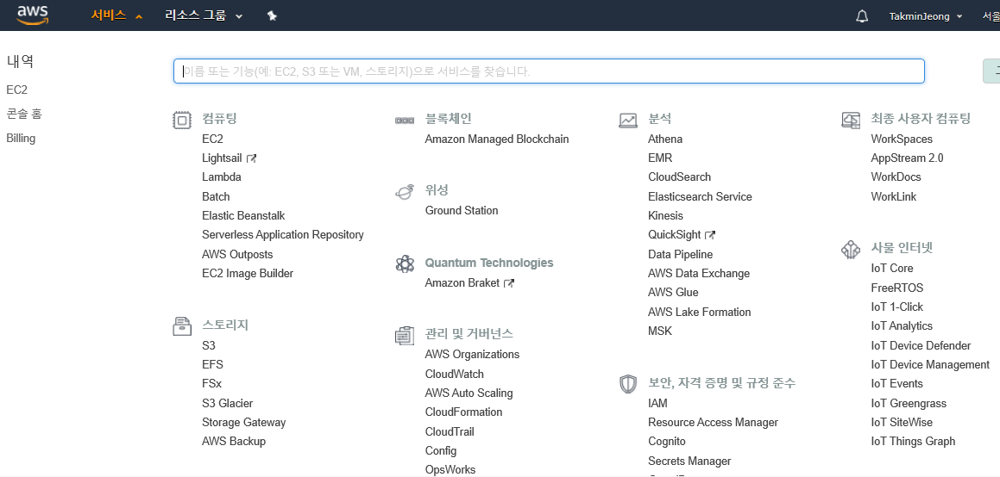 aws
서비스
리소스 그룹
TakminJeong
서울
내역
EC2
콘솔 홈
Billing
이름 또는 기능(예: EC2, S3 또는 VM, 스토리지)으로 서비스를 찾습니다.
컴퓨팅
EC2
Lightsail
Lambda
Batch
Elastic Beanstalk
Serverless Application Repository
AWS Outposts
EC2 Image Builder
스토리지
S3
EFS
FSx
S3 Glacier
Storage Gateway
AWS Backup
블록체인
Amazon Managed Blockchain
위성
Ground Station
Quantum Technologies
Amazon Braket
관리 및 거버넌스
AWS Organizations
CloudWatch
AWS Auto Scaling
CloudFormation
CloudTrail
Config
OpsWorks
분석
Athena
EMR
CloudSearch
Elasticsearch Service
Kinesis
QuickSight
Data Pipeline
AWS Data Exchange
AWS Glue
AWS Lake Formation
MSK
보안, 자격 증명 및 규정 준수
IAM
Resource Access Manager
Cognito
Secrets Manager
최종 사용자 컴퓨팅
WorkSpaces
AppStream 2.0
WorkDocs
WorkLink
사물 인터넷
IoT Core
FreeRTOS
IoT 1-Click
IoT Analytics
IoT Device Defender
IoT Device Management
IoT Events
IoT Greengrass
IoT SiteWise
IoT Things Graph